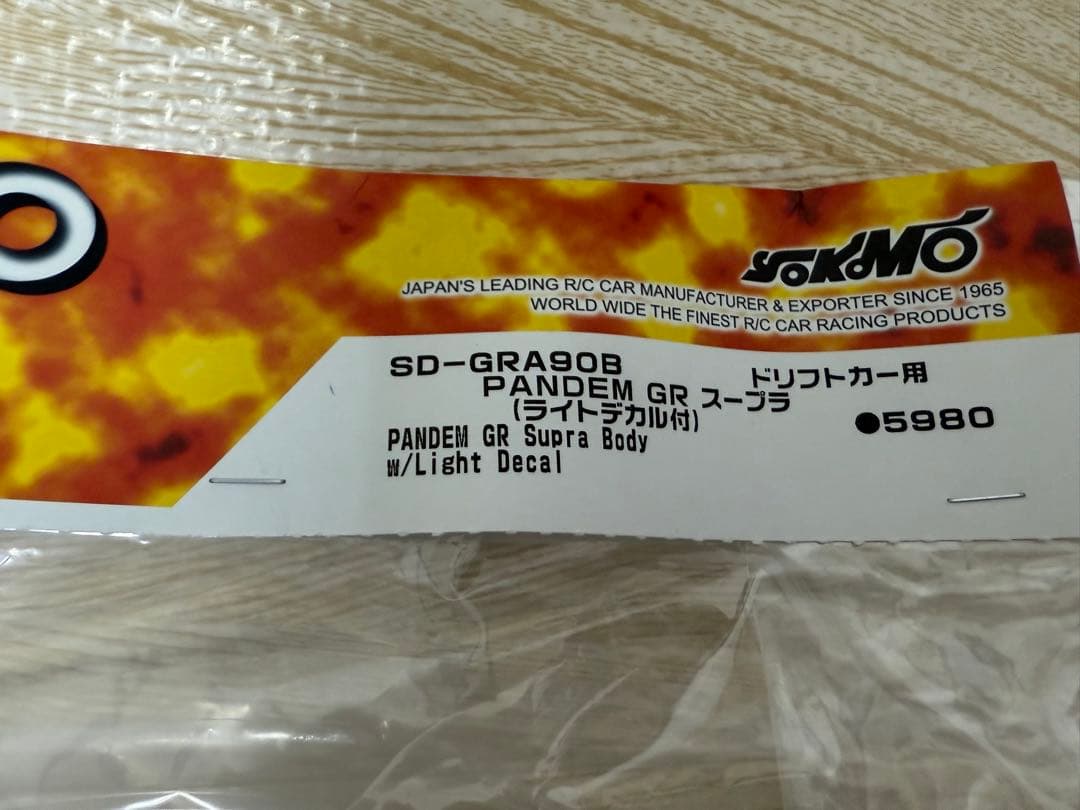 YOKOMO
JAPAN'S LEADING R/C CAR MANUFACTURER & EXPORTER SINCE 1965
WORLD WIDE THE FINEST R/C CAR RACING PRODUCTS
SD-GRA90B ドリフトカー用
PANDEM GR スープラ
(ライトデカル付) ●5980
PANDEM GR Supra Body
w/Light Decal